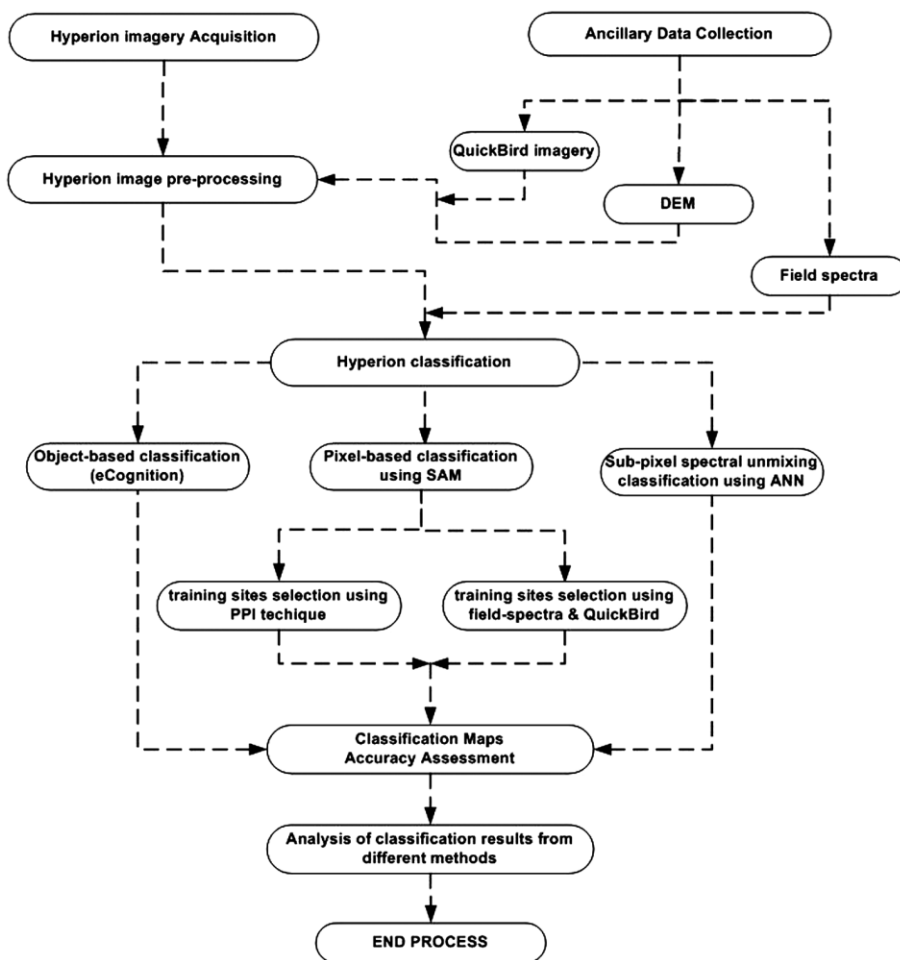 Hyperion imagery Acquisition
Ancillary Data Collection
QuickBird imagery
Hyperion image pre-processing
DEM
Field spectra
Hyperion classification
Object-based classification
(eCognition)
Pixel-based classification
using SAM
Sub-pixel spectral unmixing
classification using ANN
training sites selection using
PPI techique
training sites selection using
field-spectra & QuickBird
Classification Maps
Accuracy Assessment
Analysis of classification results from
different methods
END PROCESS